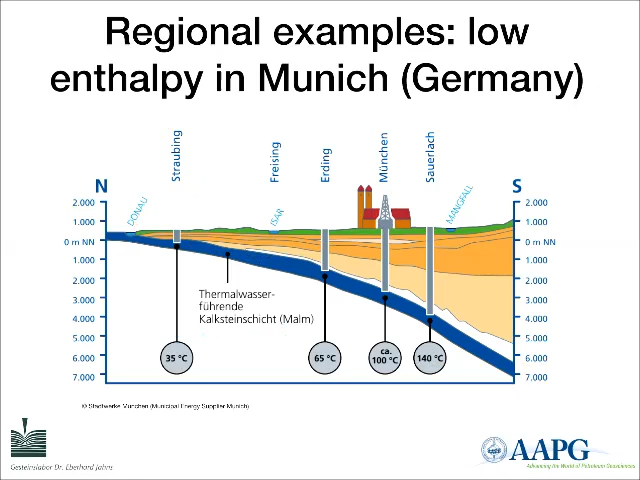 Regional examples: low
enthalpy in Munich (Germany)
Straubing
Freising
Erding
München
Sauerlach
N
S
DONAU
ISAR
MANGFALL
2.000
1.000
0 m NN
1.000
2.000
3.000
4.000
5.000
6.000
7.000
2.000
1.000
0 m NN
1.000
2.000
3.000
4.000
5.000
6.000
7.000
Thermalwasser-
führende
Kalksteinschicht (Malm)
35 °C
65 °C
ca.
100 °C
140 °C
© Stadtwerke München (Municipal Energy Supplier Munich)
Gesteinslabor Dr. Eberhard Jahns
AAPG
Advancing the World of Petroleum Geosciences.